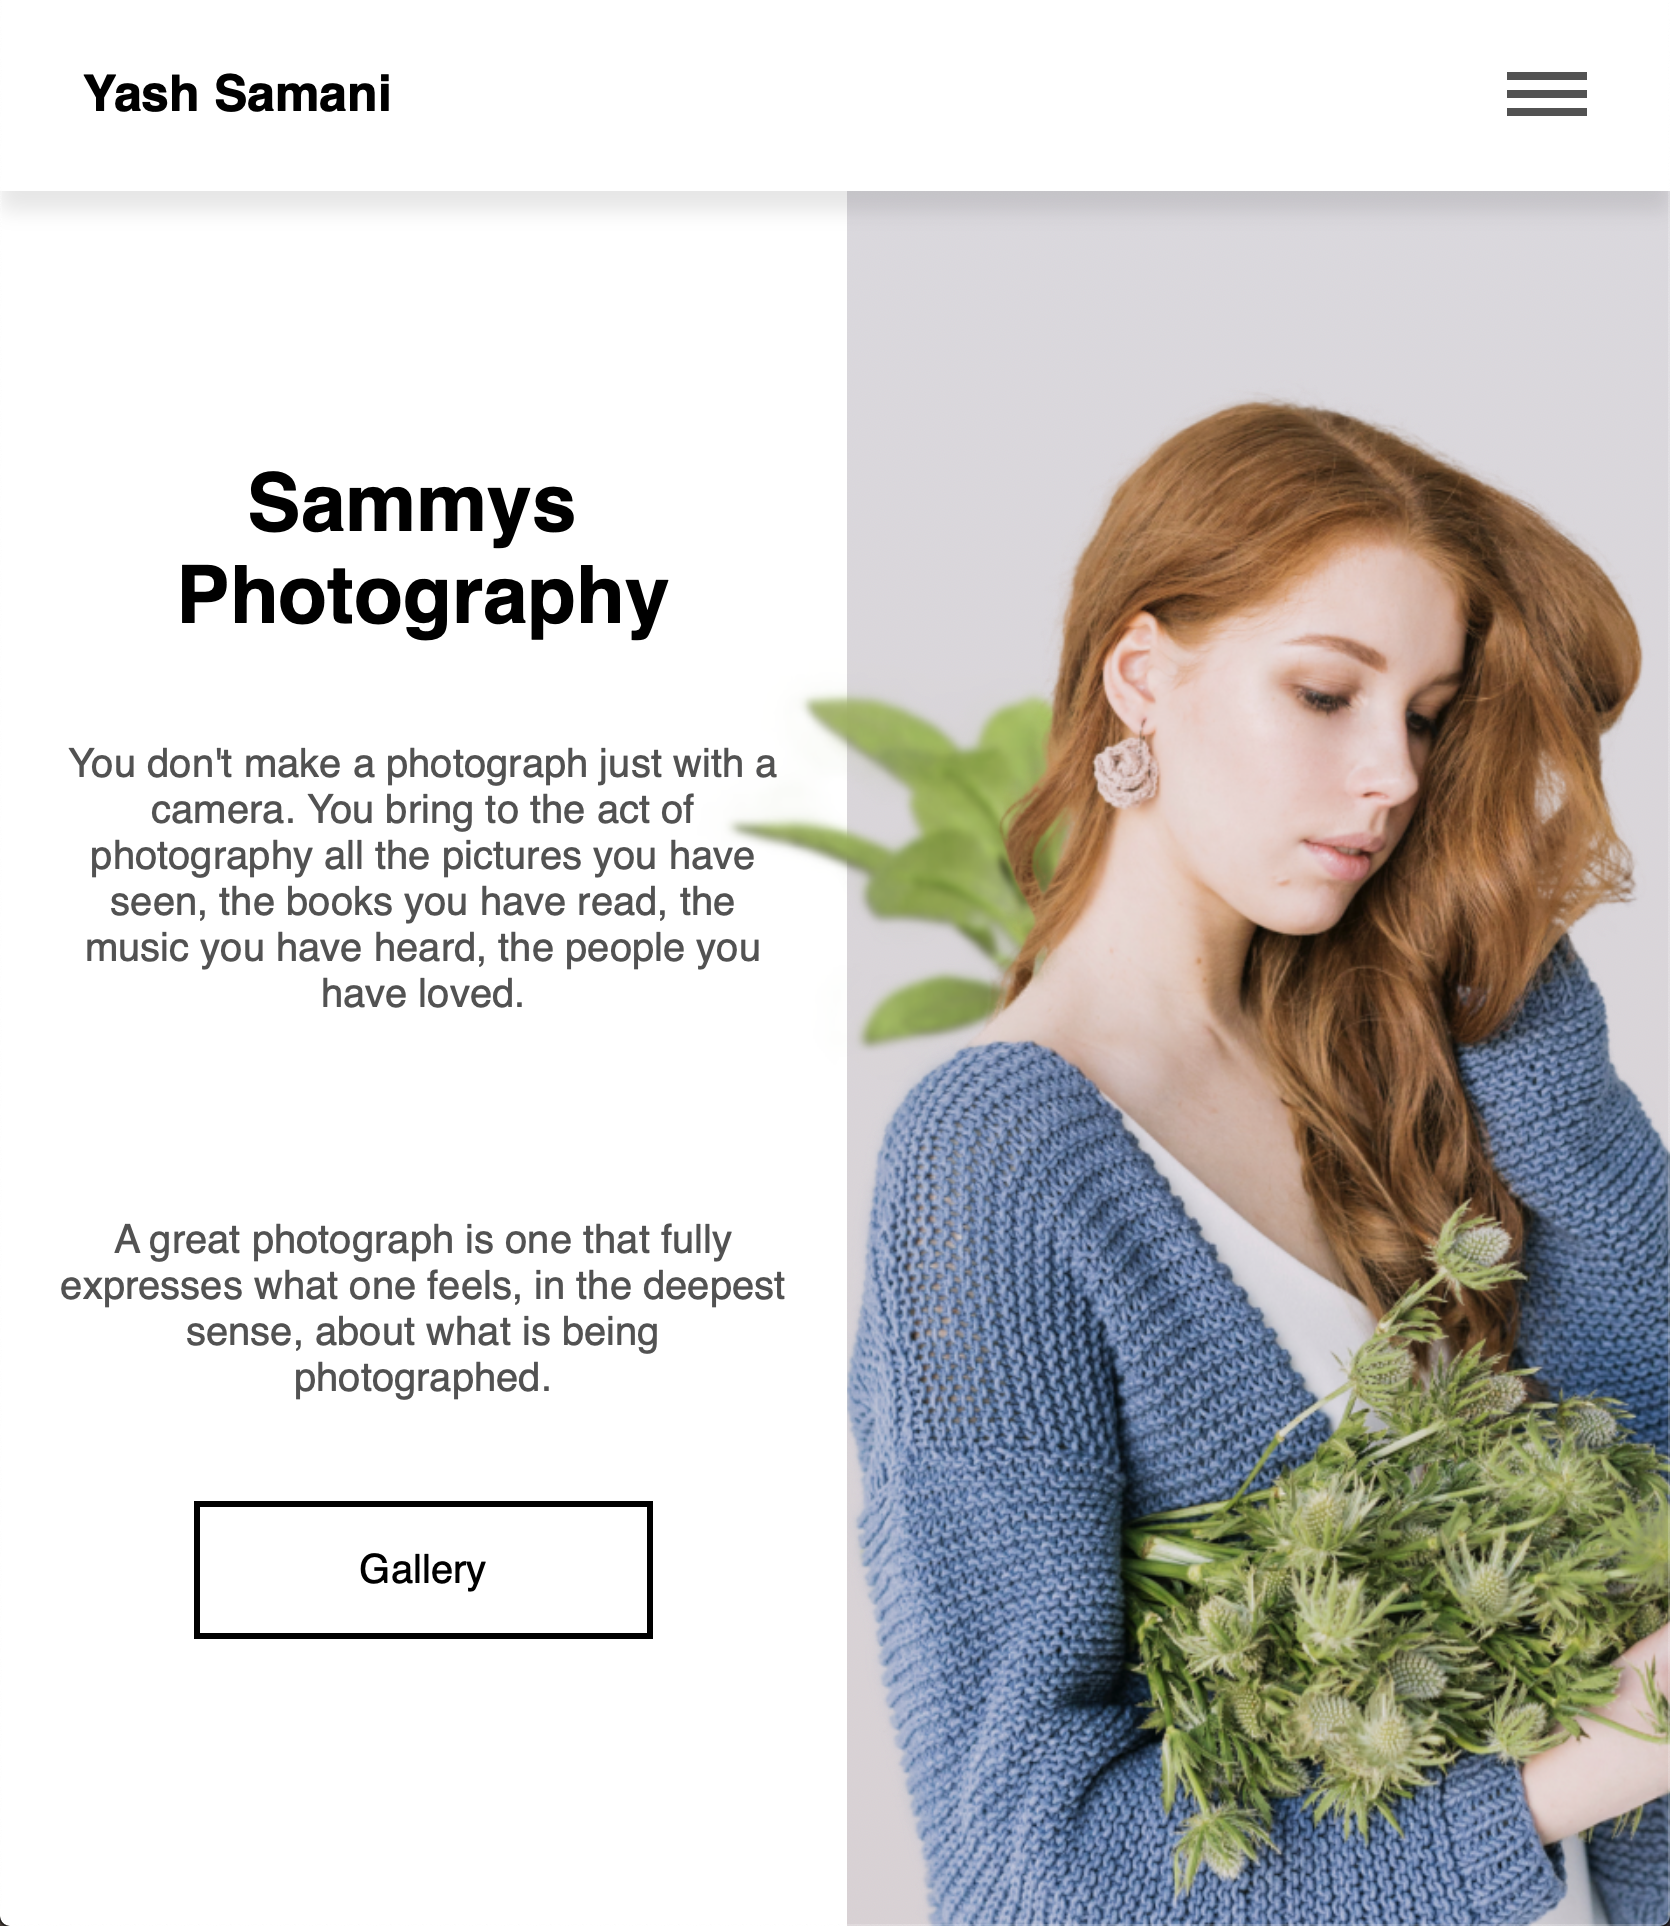 Yash Samani
Sammys
Photography
You don't make a photograph just with a
camera. You bring to the act of
photography all the pictures you have
seen, the books you have read, the
music you have heard, the people you
have loved.
A great photograph is one that fully
expresses what one feels, in the deepest
sense, about what is being
photographed.
Gallery